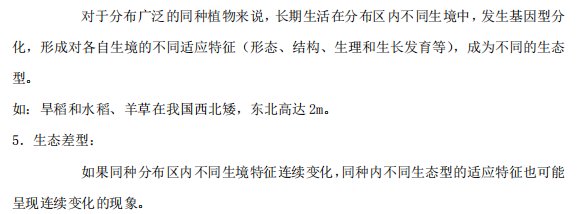 对于分布广泛的同种植物来说，长期生活在分布区内不同生境中，发生基因型分
化，形成对各自生境的不同适应特征（形态、结构、生理和生长发育等），成为不同的生态
型。
如：旱稻和水稻、羊草在我国西北矮，东北高达 2m。
5．生态差型：
如果同种分布区内不同生境特征连续变化，同种内不同生态型的适应特征也可能
呈现连续变化的现象。